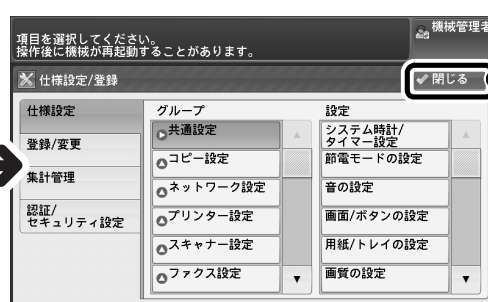 項目を選択してください。
操作後に機械が再起動することがあります。
機械管理者
仕様設定/登録
閉じる
仕様設定
登録/変更
集計管理
認証/
セキュリティ設定
グループ
共通設定
コピー設定
ネットワーク設定
プリンター設定
スキャナー設定
ファクス設定
設定
システム時計/
タイマー設定
節電モードの設定
音の設定
画面/ボタンの設定
用紙/トレイの設定
画質の設定